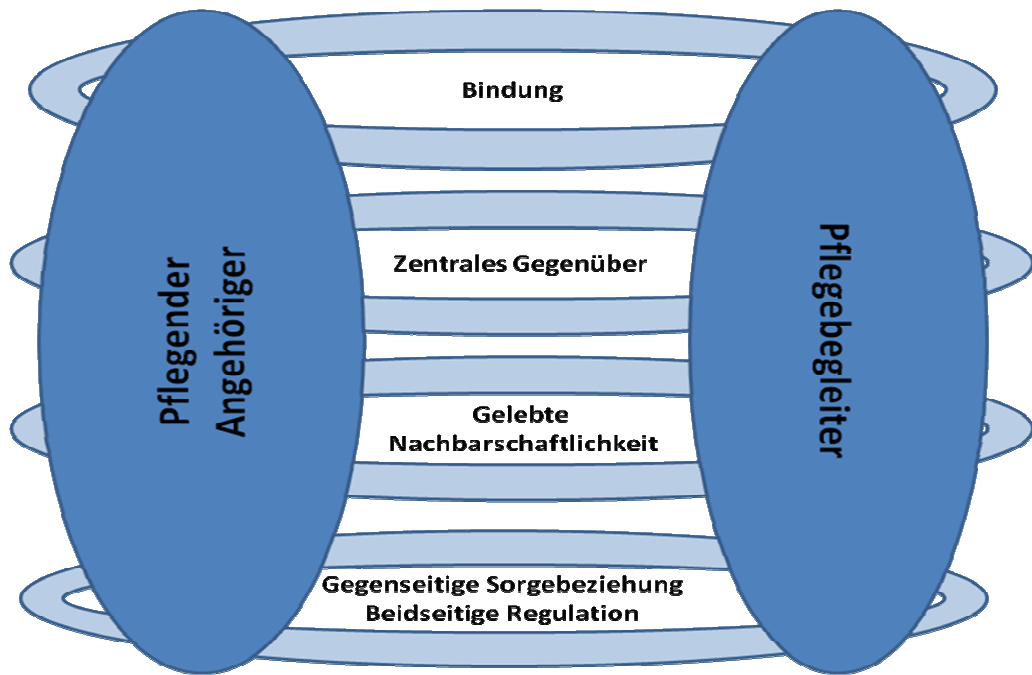 Pflegender
Angehöriger
Bindung
Zentrales Gegenüber
Gelebte
Nachbarschaftlichkeit
Gegenseitige Sorgebeziehung
Beidseitige Regulation
Pflegebegleiter